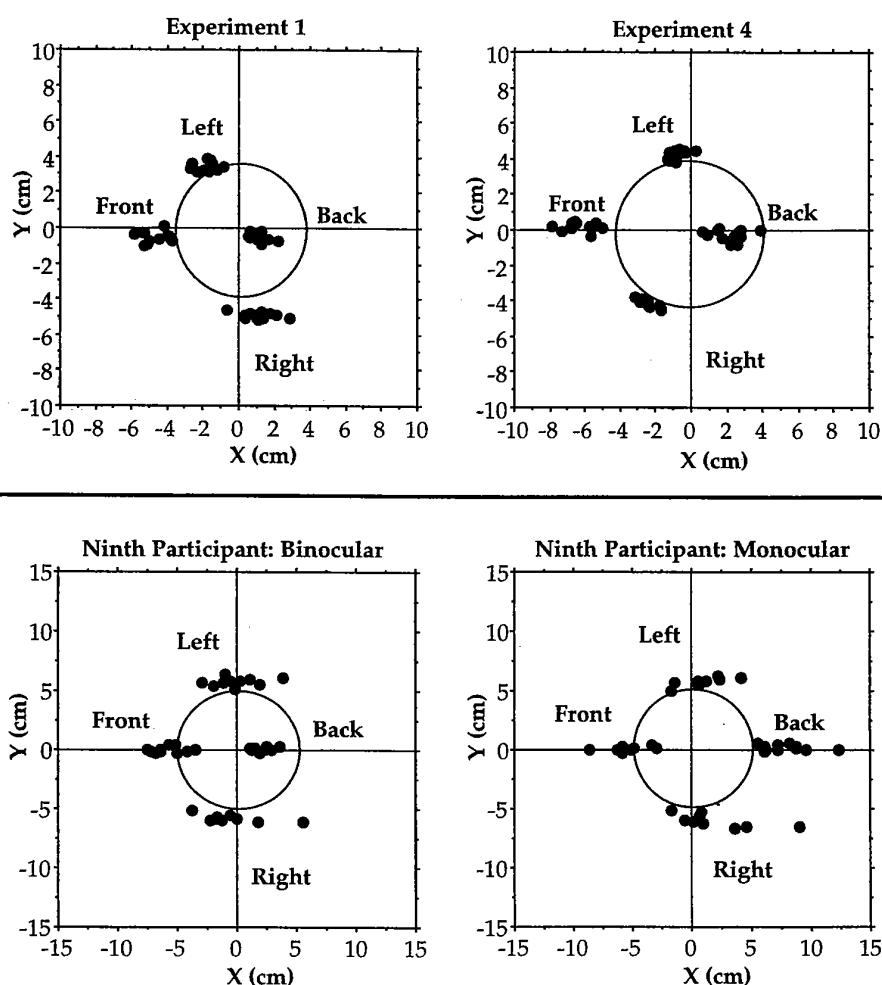 Experiment 1
10
8
6
4
2
0
-2
-4
-6
-8
-10
Y (cm)
Left
Front
Back
Right
-10 -8 -6 -4 -2 0 2 4 6 8 10
X (cm)
Experiment 4
10
8
6
4
2
0
-2
-4
-6
-8
-10
Y (cm)
Left
Front
Back
Right
-10 -8 -6 -4 -2 0 2 4 6 8 10
X (cm)
Ninth Participant: Binocular
15
10
5
0
-5
-10
-15
Y (cm)
Left
Front
Back
Right
-15 -10 -5 0 5 10 15
X (cm)
Ninth Participant: Monocular
15
10
5
0
-5
-10
-15
Y (cm)
Left
Front
Back
Right
-15 -10 -5 0 5 10 15
X (cm)